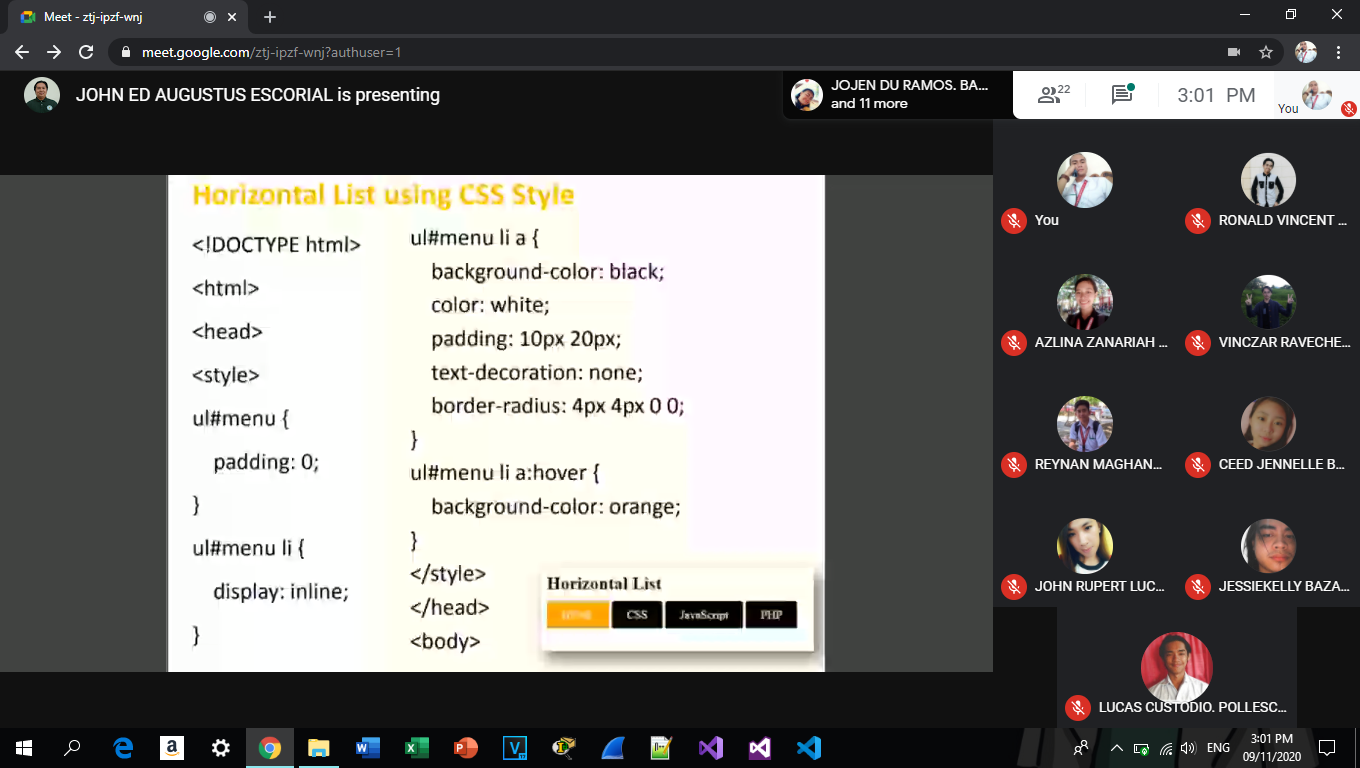 Meet - ztj-ipzf-wnj
meet.google.com/ztj-ipzf-wnj?authuser=1
JOHN ED AUGUSTUS ESCORIAL is presenting
JOJEN DU RAMOS. BA...
and 11 more
22
3:01 PM
You
Horizontal List using CSS Style
<!DOCTYPE html>
<html>
<head>
<style>
ul#menu {
padding: 0;
}
ul#menu li {
display: inline;
}
ul#menu li a {
background-color: black;
color: white;
padding: 10px 20px;
text-decoration: none;
border-radius: 4px 4px 0 0;
}
ul#menu li a:hover {
background-color: orange;
}
</style>
</head>
<body>
Horizontal List
HTML CSS JavaScript PHP
You
RONALD VINCENT ...
AZLINA ZANARIAH ...
VINCZAR RAVECHE...
REYNAN MAGHAN...
CEED JENNELLE B...
JOHN RUPERT LUC...
JESSIEKELLY BAZA...
LUCAS CUSTODIO. POLLESC...
ENG
3:01 PM
09/11/2020